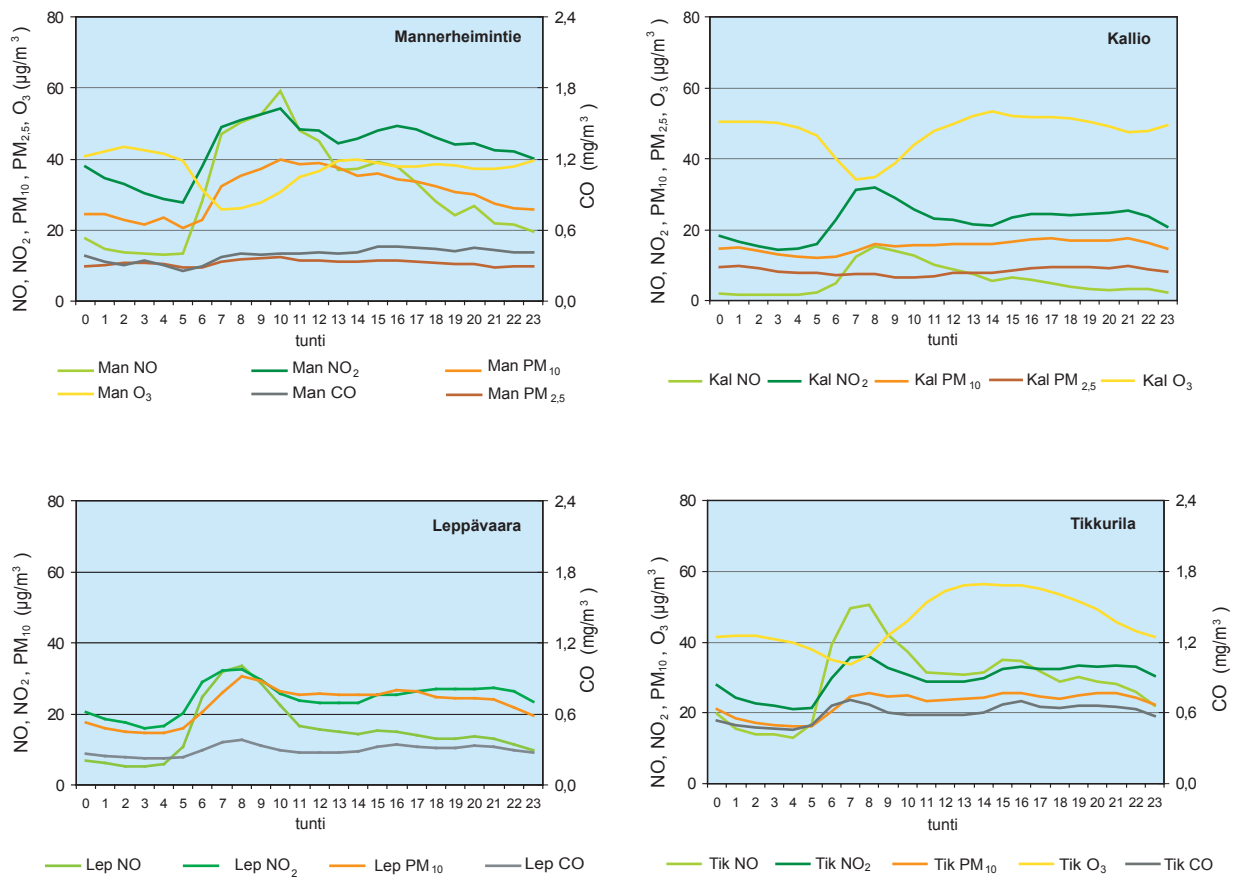 Mannerheimintie
NO, NO₂, PM₁₀, PM₂,₅, O₃ (µg/m³)
80
60
40
20
0
2,4
1,8
1,2
0,6
0,0
CO (mg/m³)
0 1 2 3 4 5 6 7 8 9 10 11 12 13 14 15 16 17 18 19 20 21 22 23
tunti
Man NO Man NO₂ Man PM₁₀
Man O₃ Man CO Man PM₂,₅
Kallio
NO, NO₂, PM₁₀, PM₂,₅, O₃ (µg/m³)
80
60
40
20
0
0 1 2 3 4 5 6 7 8 9 10 11 12 13 14 15 16 17 18 19 20 21 22 23
tunti
Kal NO Kal NO₂ Kal PM₁₀ Kal PM₂,₅ Kal O₃
Leppävaara
NO, NO₂, PM₁₀ (µg/m³)
80
60
40
20
0
2,4
1,8
1,2
0,6
0,0
CO (mg/m³)
0 1 2 3 4 5 6 7 8 9 10 11 12 13 14 15 16 17 18 19 20 21 22 23
tunti
Lep NO Lep NO₂ Lep PM₁₀ Lep CO
Tikkurila
NO, NO₂, PM₁₀, O₃ (µg/m³)
80
60
40
20
0
2,4
1,8
1,2
0,6
0,0
CO (mg/m³)
0 1 2 3 4 5 6 7 8 9 10 11 12 13 14 15 16 17 18 19 20 21 22 23
tunti
Tik NO Tik NO₂ Tik PM₁₀ Tik O₃ Tik CO